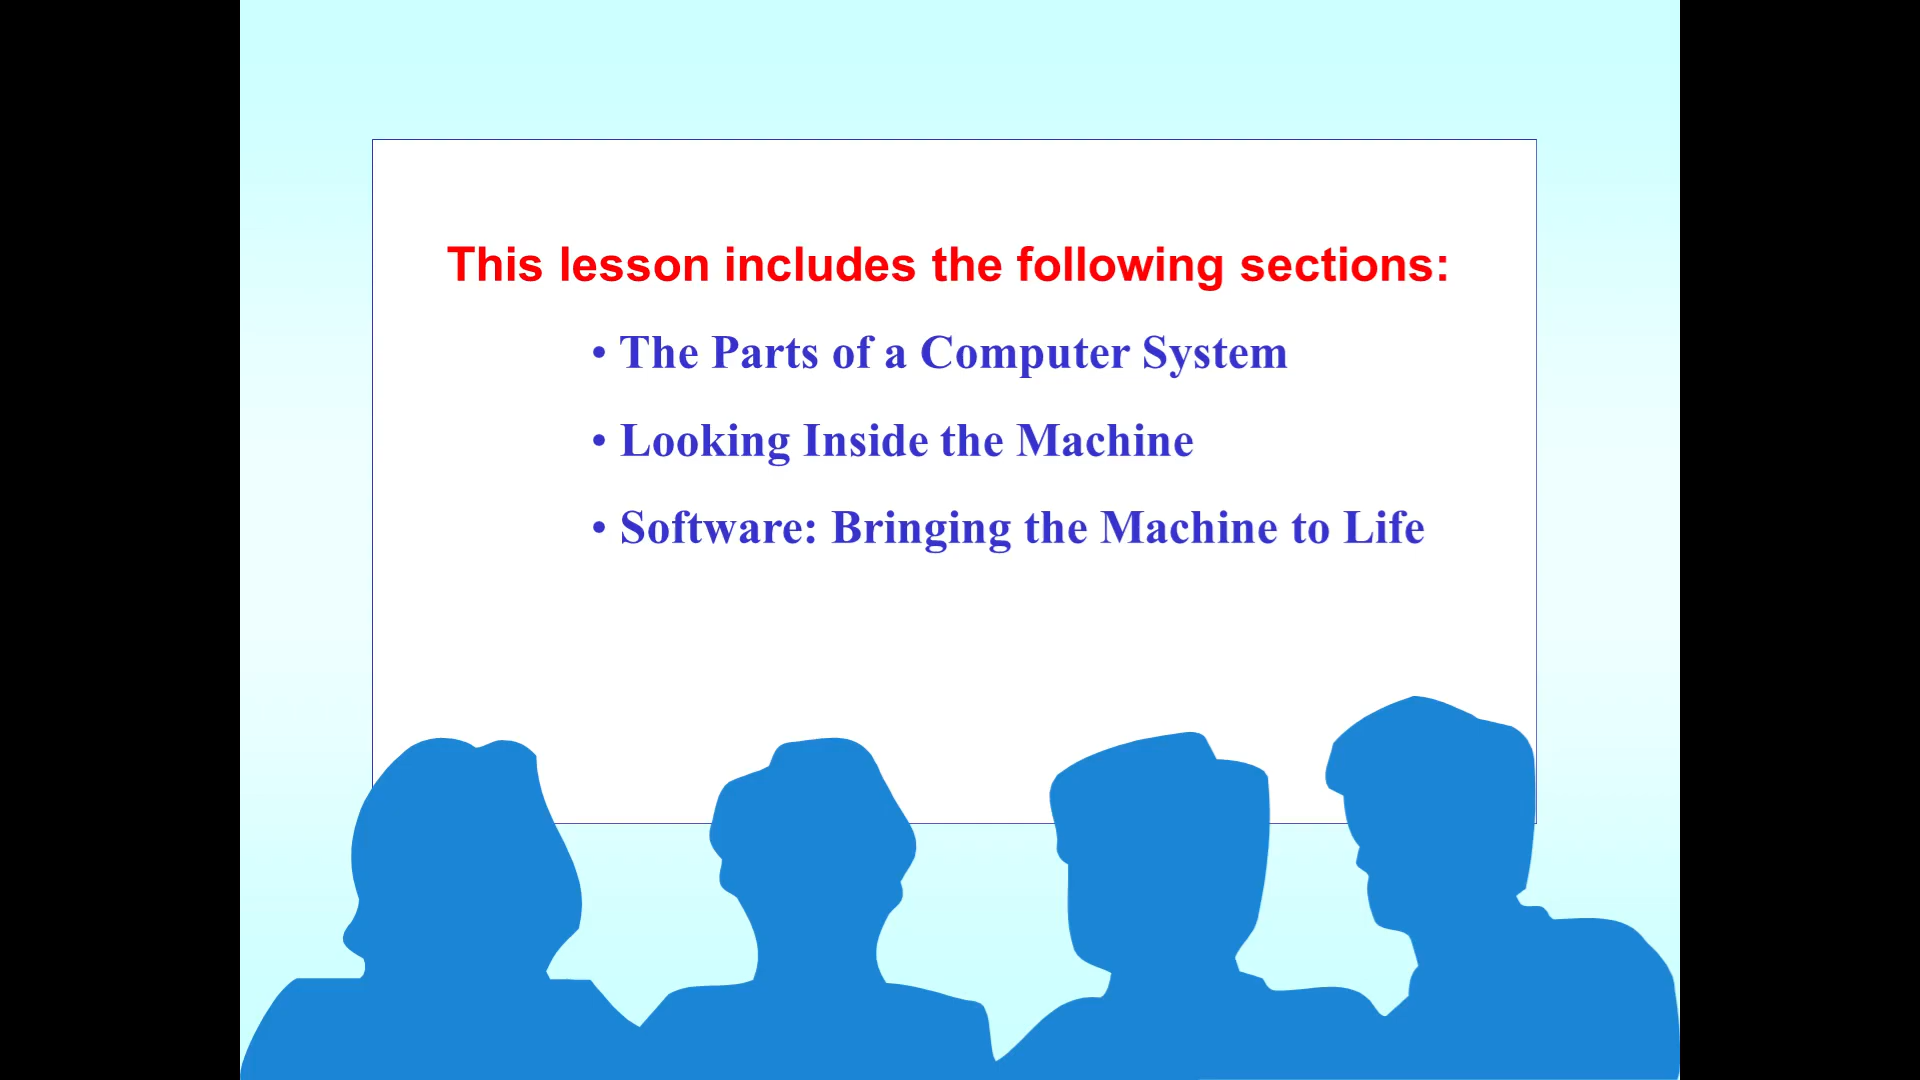 This lesson includes the following sections:
• The Parts of a Computer System
• Looking Inside the Machine
• Software: Bringing the Machine to Life